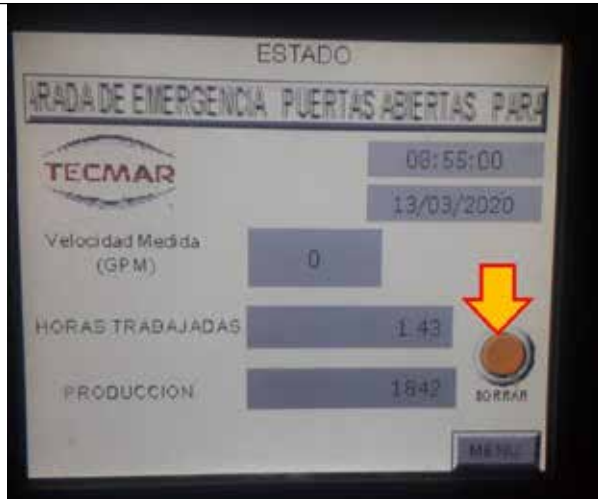 ESTADO
ARADA DE EMERGENCIA PUERTAS ABIERTAS PARA
TECMAR
08:55:00
13/03/2020
Velocidad Medida
(GPM)
0
HORAS TRABAJADAS
1.43
PRODUCCION
1842
BORRAR
MENU